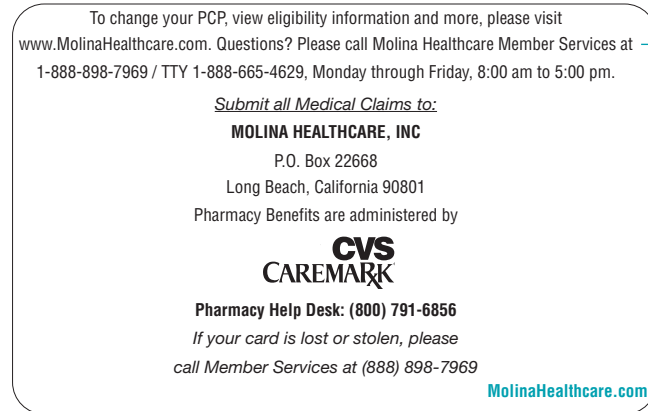 To change your PCP, view eligibility information and more, please visit
www.MolinaHealthcare.com. Questions? Please call Molina Healthcare Member Services at
1-888-898-7969 / TTY 1-888-665-4629, Monday through Friday, 8:00 am to 5:00 pm.
Submit all Medical Claims to:
MOLINA HEALTHCARE, INC
P.O. Box 22668
Long Beach, California 90801
Pharmacy Benefits are administered by
CVS
CAREMARK
Pharmacy Help Desk: (800) 791-6856
If your card is lost or stolen, please
call Member Services at (888) 898-7969
MolinaHealthcare.com